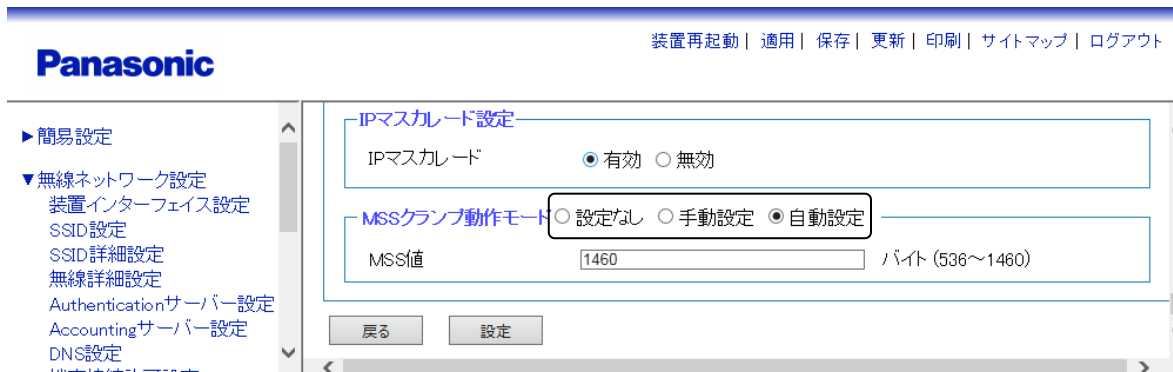 装置再起動| 適用| 保存| 更新| 印刷| サイトマップ| ログアウト
Panasonic
▶簡易設定
▼無線ネットワーク設定
装置インターフェイス設定
SSID設定
SSID詳細設定
無線詳細設定
Authenticationサーバー設定
Accountingサーバー設定
DNS設定
IPマスカレード設定
IPマスカレード 有効 無効
MSSクランプ動作モード 設定なし 手動設定 自動設定
MSS値 1460 バイト (536～1460)
戻る 設定